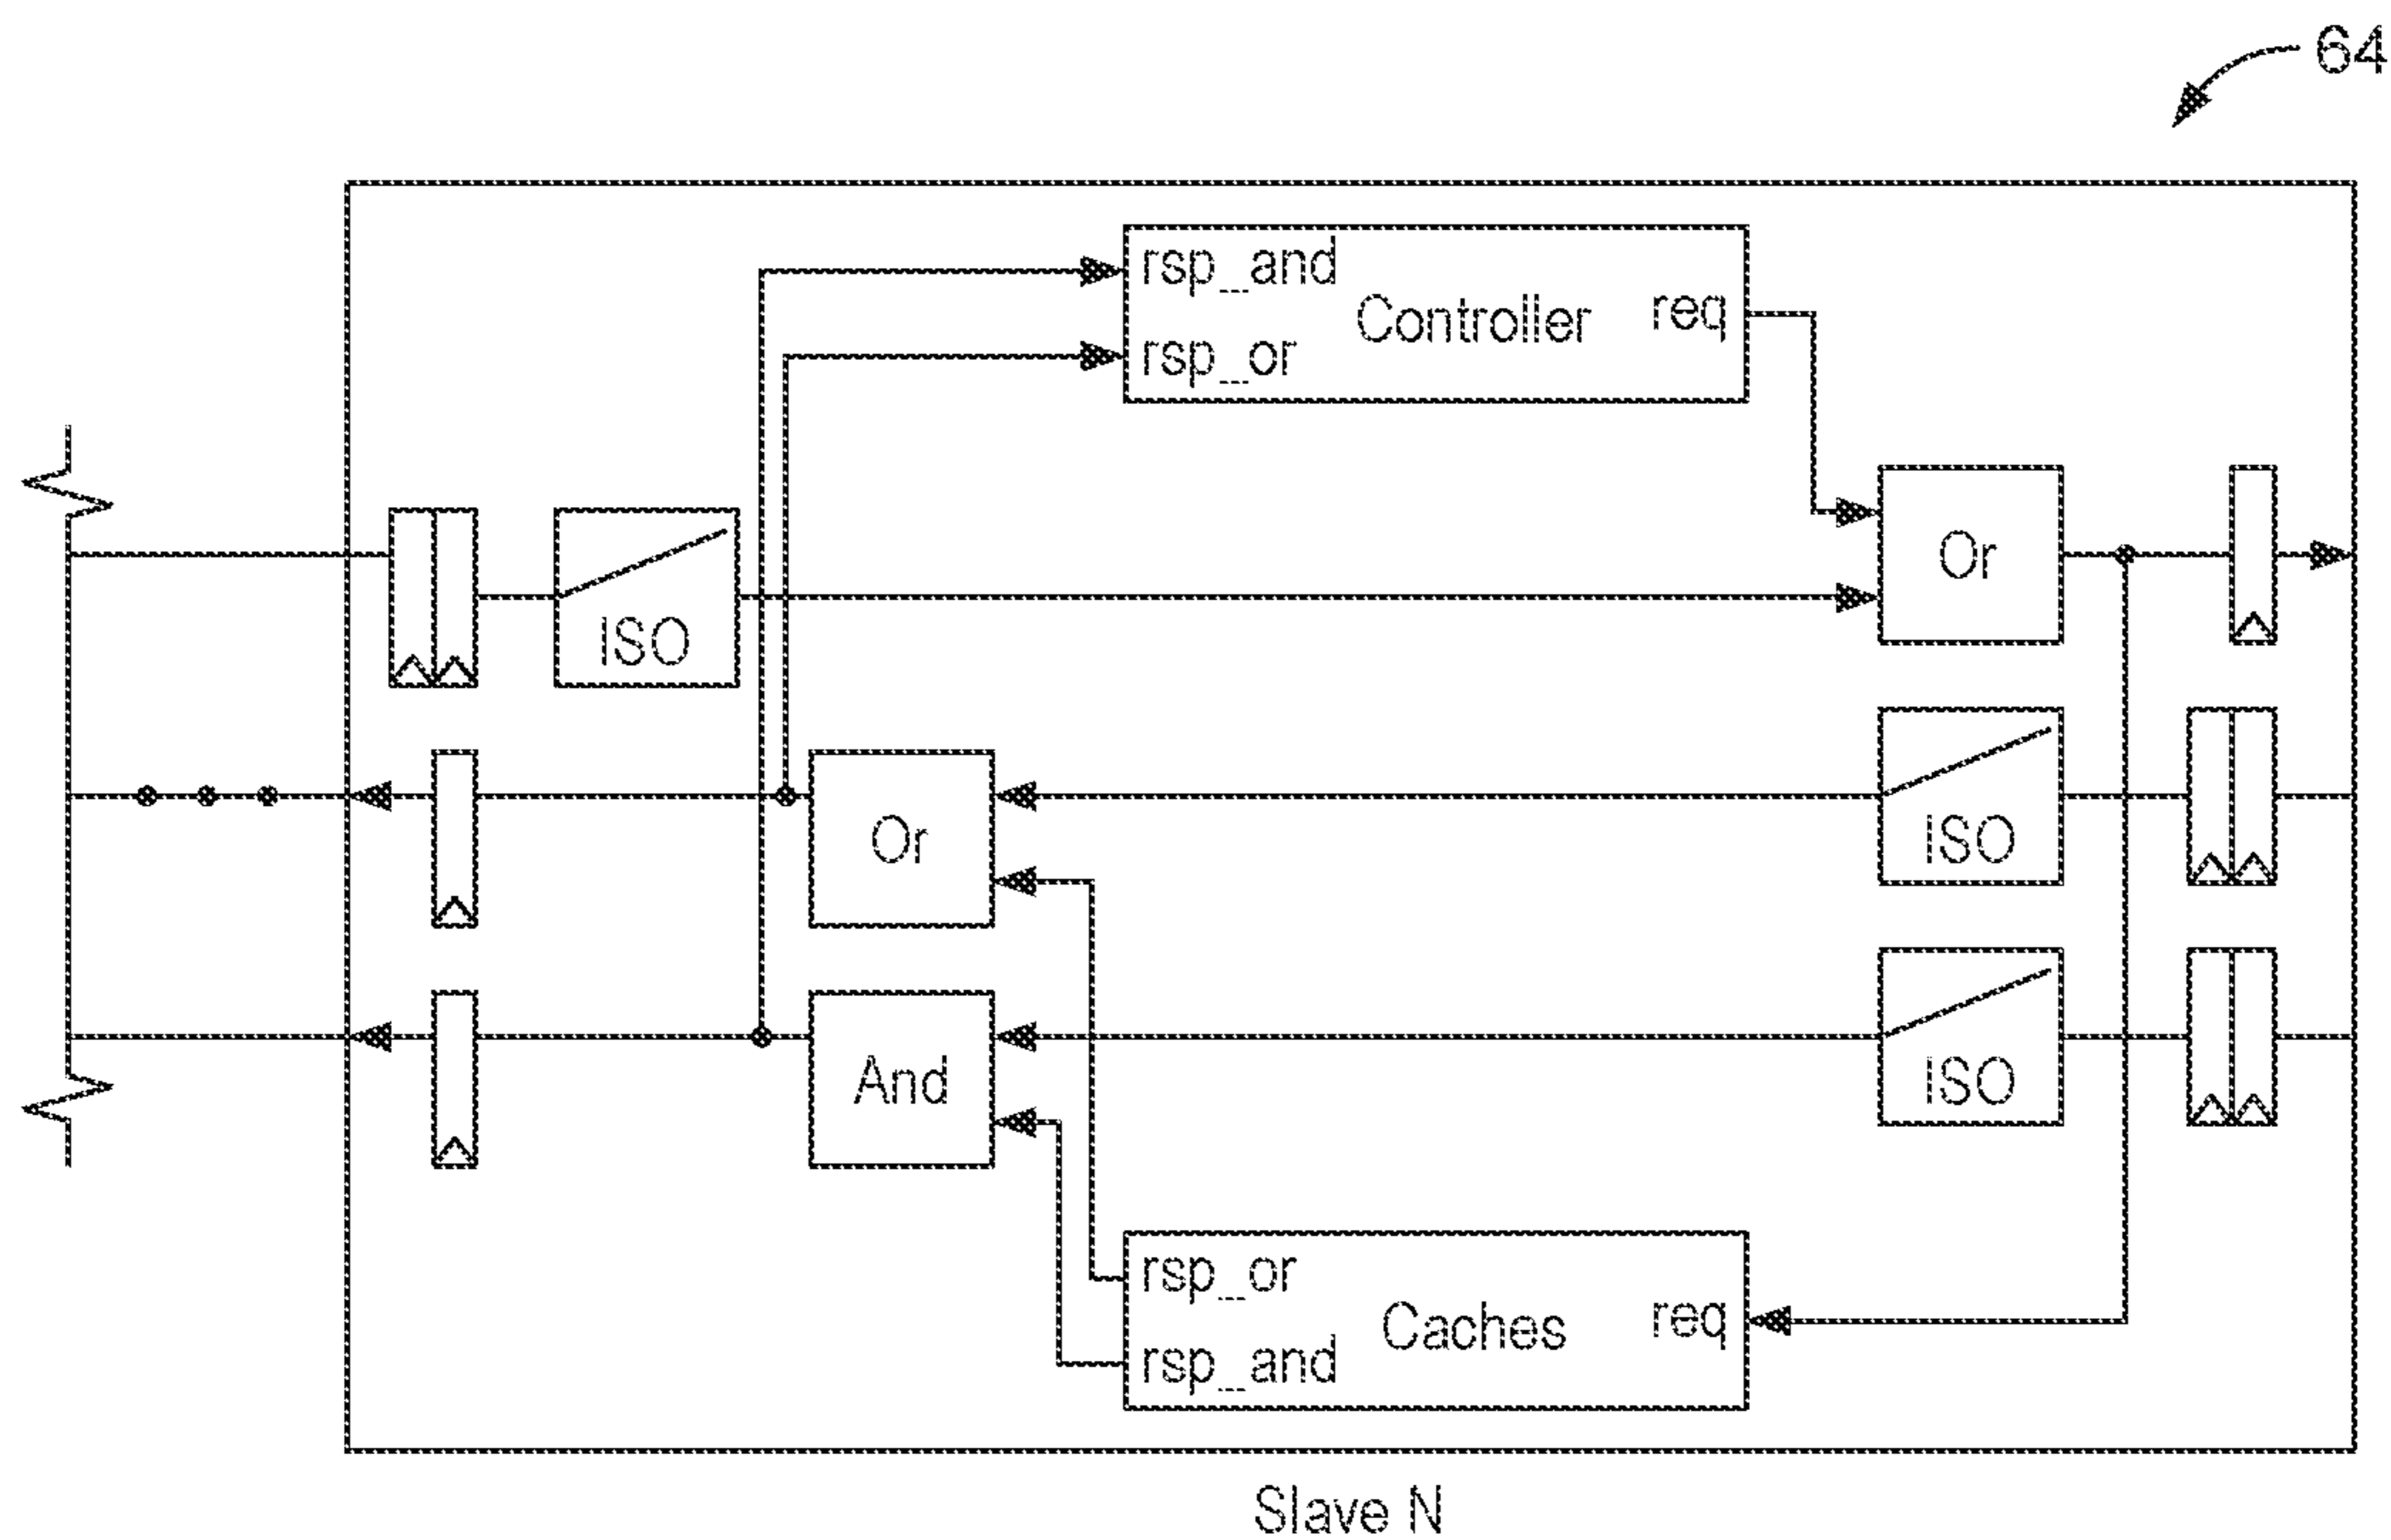 64
rsp_and
Controller
req
rsp_or
Or
ISO
ISO
Or
ISO
And
rsp_or
Caches
req
rsp_and
Slave N